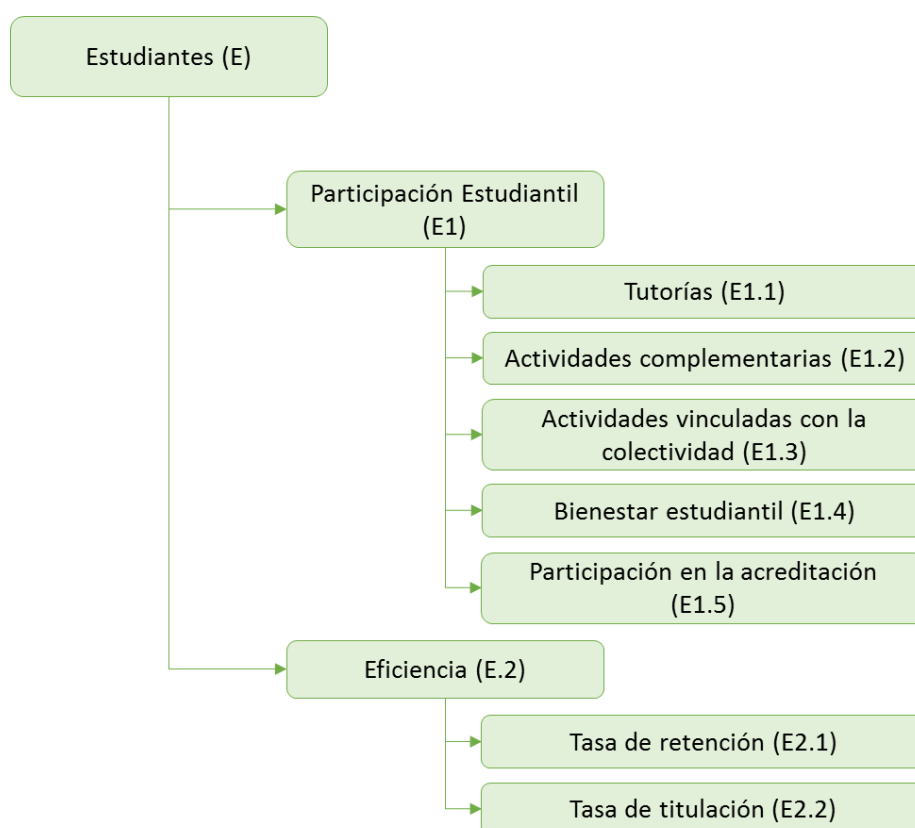 Estudiantes (E)
Participación Estudiantil
(E1)
Tutorías (E1.1)
Actividades complementarias (E1.2)
Actividades vinculadas con la
colectividad (E1.3)
Bienestar estudiantil (E1.4)
Participación en la acreditación
(E1.5)
Eficiencia (E.2)
Tasa de retención (E2.1)
Tasa de titulación (E2.2)